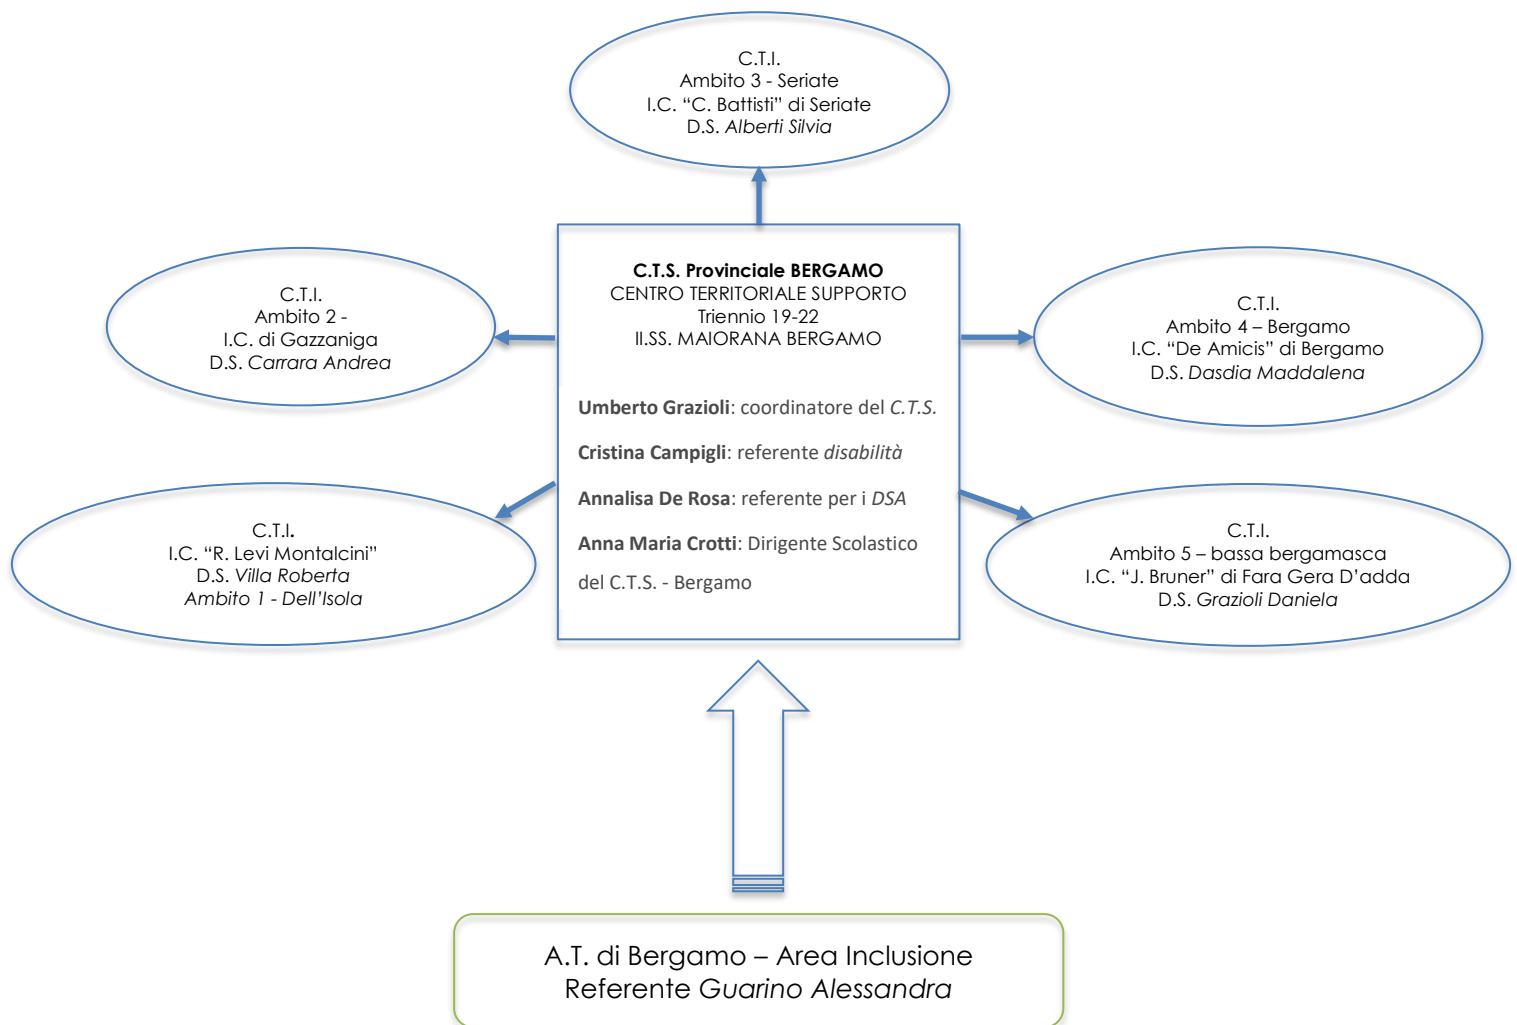 C.T.I.
Ambito 3 - Seriate
I.C. “C. Battisti” di Seriate
D.S. Alberti Silvia
C.T.I.
Ambito 2 -
I.C. di Gazzaniga
D.S. Carrara Andrea
C.T.S. Provinciale BERGAMO
CENTRO TERRITORIALE SUPPORTO
Triennio 19-22
II.SS. MAIORANA BERGAMO
Umberto Grazioli: coordinatore del C.T.S.
Cristina Campigli: referente disabilità
Annalisa De Rosa: referente per i DSA
Anna Maria Crotti: Dirigente Scolastico
del C.T.S. - Bergamo
C.T.I.
Ambito 4 – Bergamo
I.C. “De Amicis” di Bergamo
D.S. Dasdia Maddalena
C.T.I.
I.C. “R. Levi Montalcini”
D.S. Villa Roberta
Ambito 1 - Dell’Isola
C.T.I.
Ambito 5 – bassa bergamasca
I.C. “J. Bruner” di Fara Gera D’adda
D.S. Grazioli Daniela
A.T. di Bergamo – Area Inclusione
Referente Guarino Alessandra